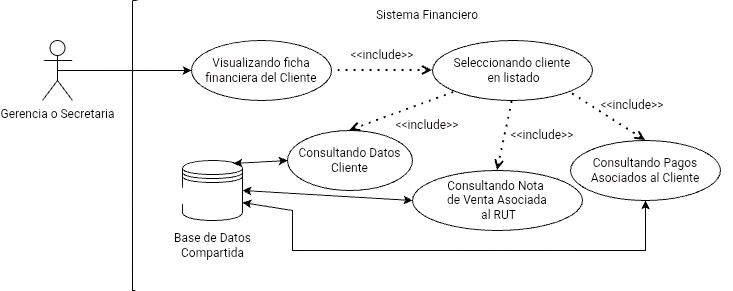 Sistema Financiero
Visualizando ficha
financiera del Cliente
<<include>>
Seleccionando cliente
en listado
Gerencia o Secretaria
<<include>>
<<include>>
<<include>>
Consultando Datos
Cliente
Consultando Pagos
Asociados al Cliente
Consultando Nota
de Venta Asociada
al RUT
Base de Datos
Compartida